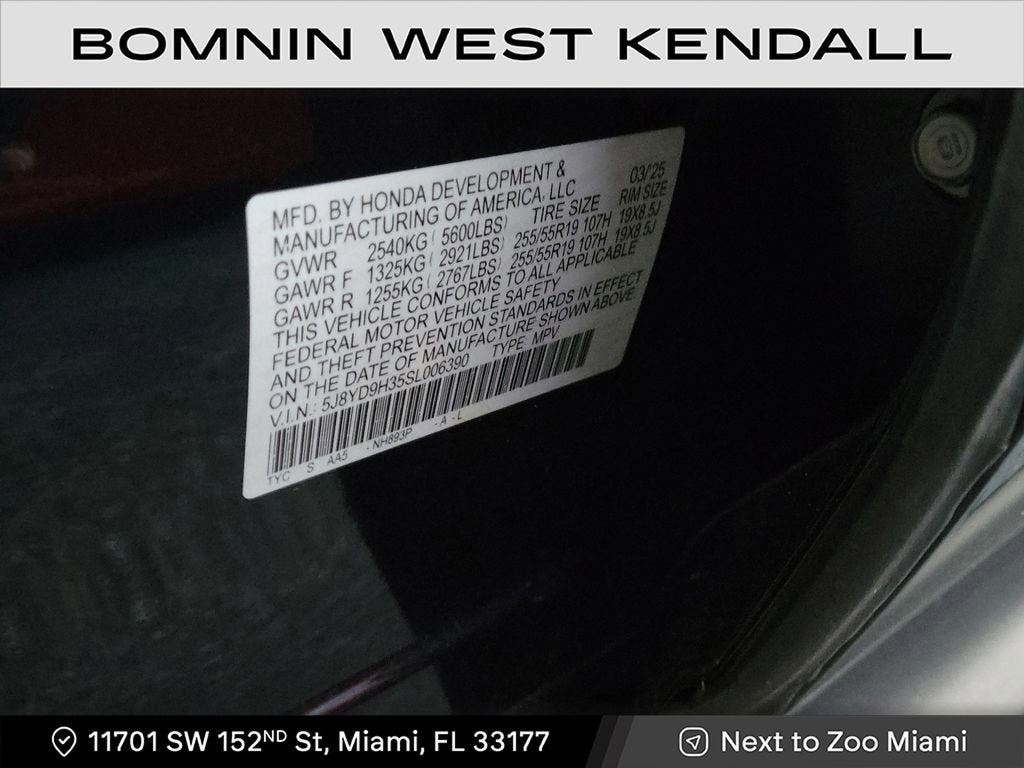 BOMNIN WEST KENDALL
MFD. BY HONDA DEVELOPMENT & 03/25
MANUFACTURING OF AMERICA, LLC
GVWR 2540KG ( 5600LBS) TIRE SIZE RIM SIZE
GAWR F 1325KG ( 2921LBS) 255/55R19 107H 19X8.5J
GAWR R 1255KG ( 2767LBS) 255/55R19 107H 19X8.5J
THIS VEHICLE CONFORMS TO ALL APPLICABLE
FEDERAL MOTOR VEHICLE SAFETY
AND THEFT PREVENTION STANDARDS IN EFFECT
ON THE DATE OF MANUFACTURE SHOWN ABOVE.
V.I.N.: 5J8YD9H35SL006390 TYPE: MPV
TYC S AA5 -NH893P -A -L
11701 SW 152ND St, Miami, FL 33177
Next to Zoo Miami